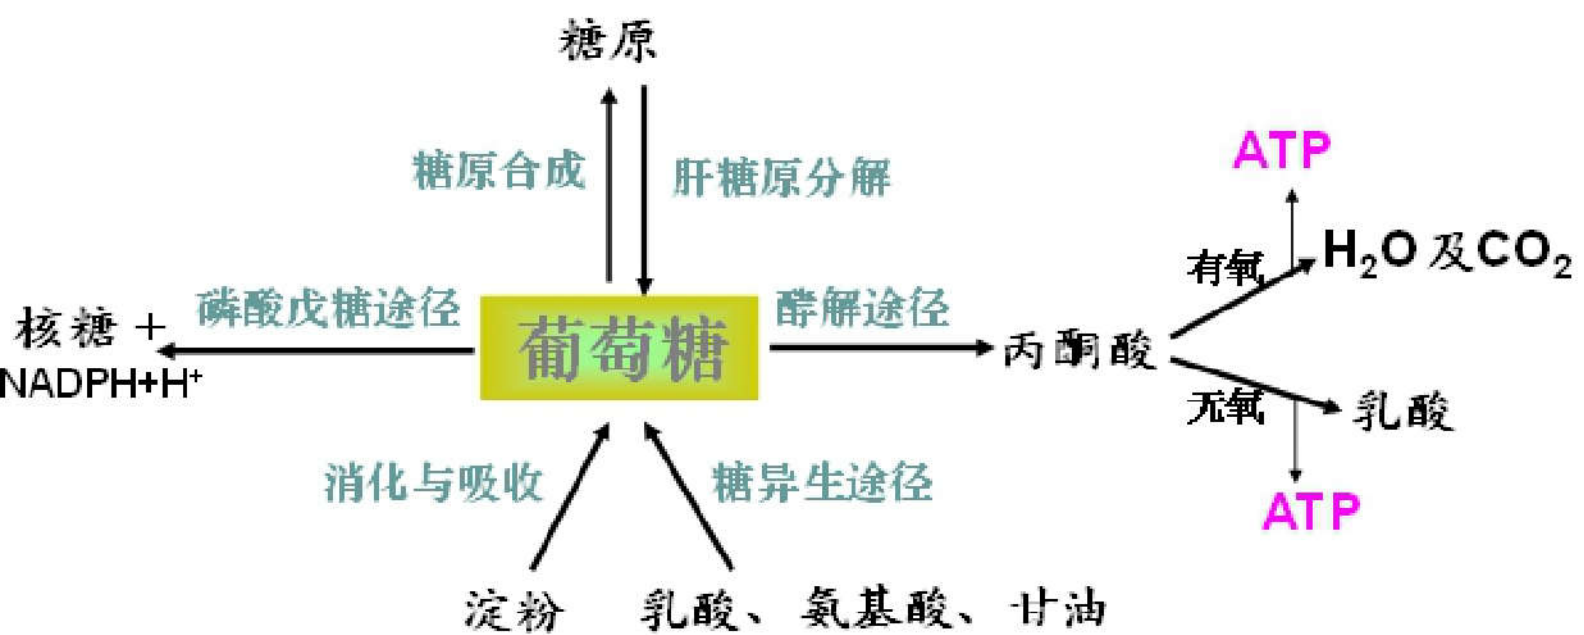 糖原
糖原合成
肝糖原分解
ATP
有氧
H₂O 及CO₂
核糖 +
NADPH+H⁺
磷酸戊糖途径
葡萄糖
酵解途径
丙酮酸
无氧
乳酸
ATP
消化与吸收
糖异生途径
淀粉
乳酸、氨基酸、甘油